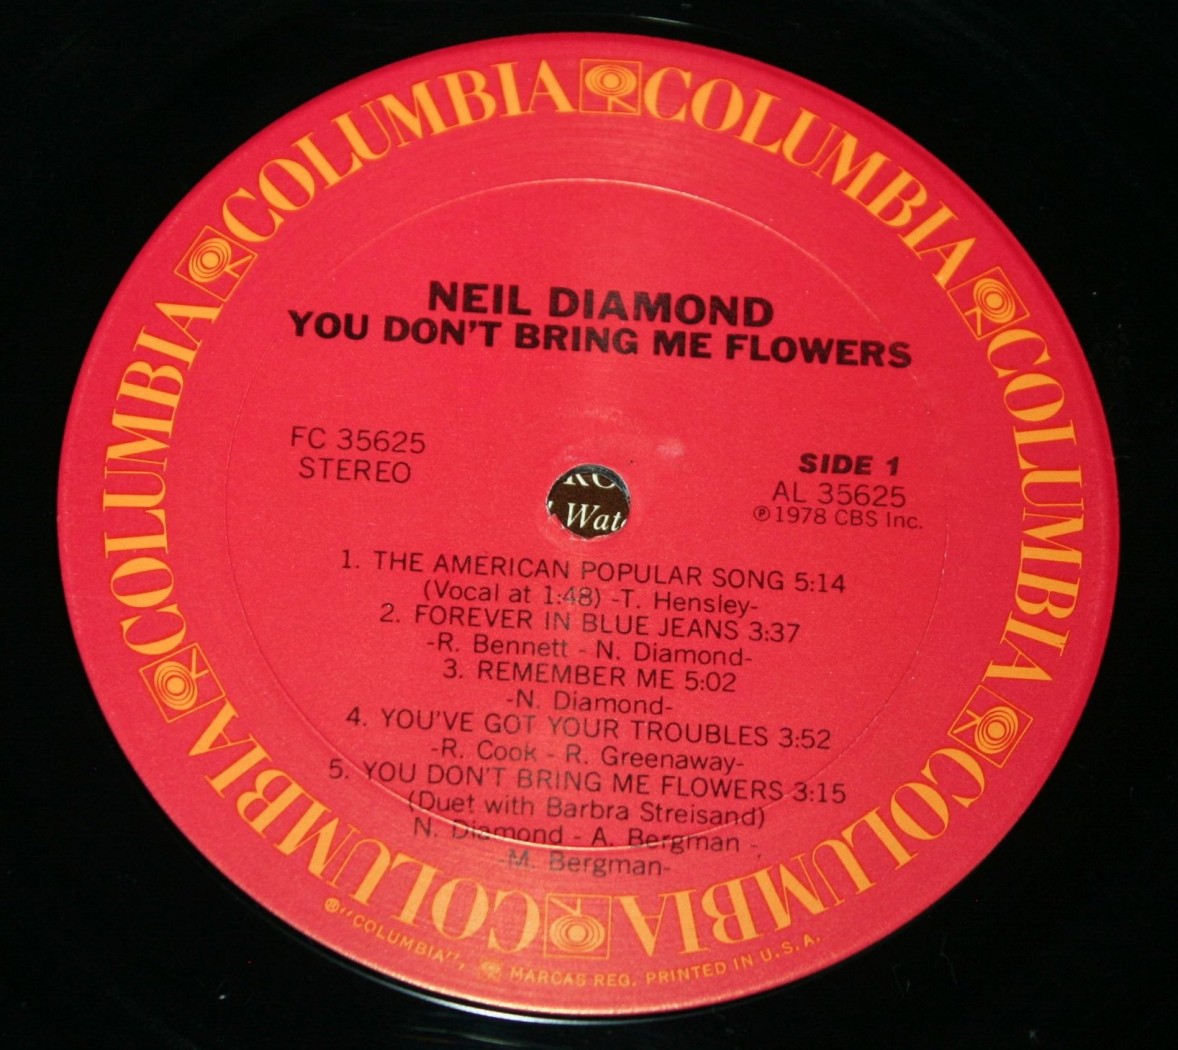 COLUMBIA COLUMBIA COLUMBIA COLUMBIA COLUMBIA COLUMBIA
NEIL DIAMOND
YOU DON'T BRING ME FLOWERS
FC 35625
STEREO
SIDE 1
AL 35625
℗1978 CBS Inc.
Wat
1. THE AMERICAN POPULAR SONG 5:14
(Vocal at 1:48) -T. Hensley-
2. FOREVER IN BLUE JEANS 3:37
-R. Bennett - N. Diamond-
3. REMEMBER ME 5:02
-N. Diamond-
4. YOU'VE GOT YOUR TROUBLES 3:52
-R. Cook - R. Greenaway-
5. YOU DON'T BRING ME FLOWERS 3:15
(Duet with Barbra Streisand)
N. Diamond - A. Bergman -
-M. Bergman-
®"COLUMBIA", MARCAS REG. PRINTED IN U.S.A.